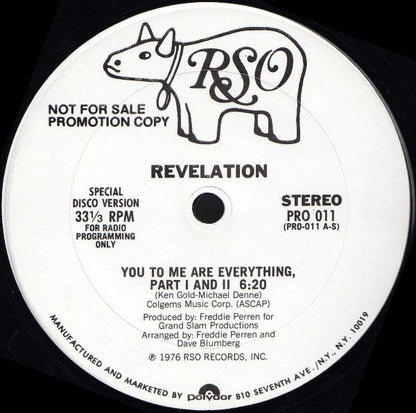 RSO
NOT FOR SALE
PROMOTION COPY
REVELATION
SPECIAL
DISCO VERSION
33⅓ RPM
FOR RADIO
PROGRAMMING
ONLY
STEREO
PRO 011
(PRO-011 A-S)
YOU TO ME ARE EVERYTHING,
PART I AND II 6:20
(Ken Gold-Michael Denne)
Colgems Music Corp. (ASCAP)
Produced by: Freddie Perren for
Grand Slam Productions
Arranged by: Freddie Perren and
Dave Blumberg
℗ 1976 RSO RECORDS, INC.
MANUFACTURED AND MARKETED BY polydor 810 SEVENTH AVE./N.Y., N.Y. 10019